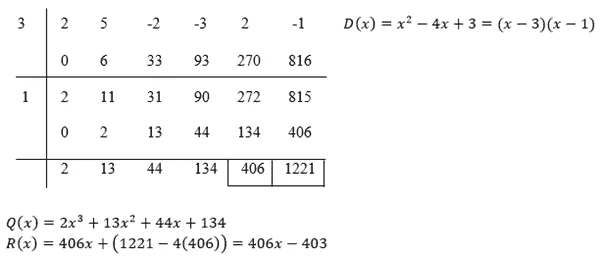 3 2 5 -2 -3 2 -1 D(x) = x² − 4x + 3 = (x − 3)(x − 1)
0 6 33 93 270 816
1 2 11 31 90 272 815
0 2 13 44 134 406
2 13 44 134 406 1221
Q(x) = 2x³ + 13x² + 44x + 134
R(x) = 406x + (1221 − 4(406)) = 406x − 403